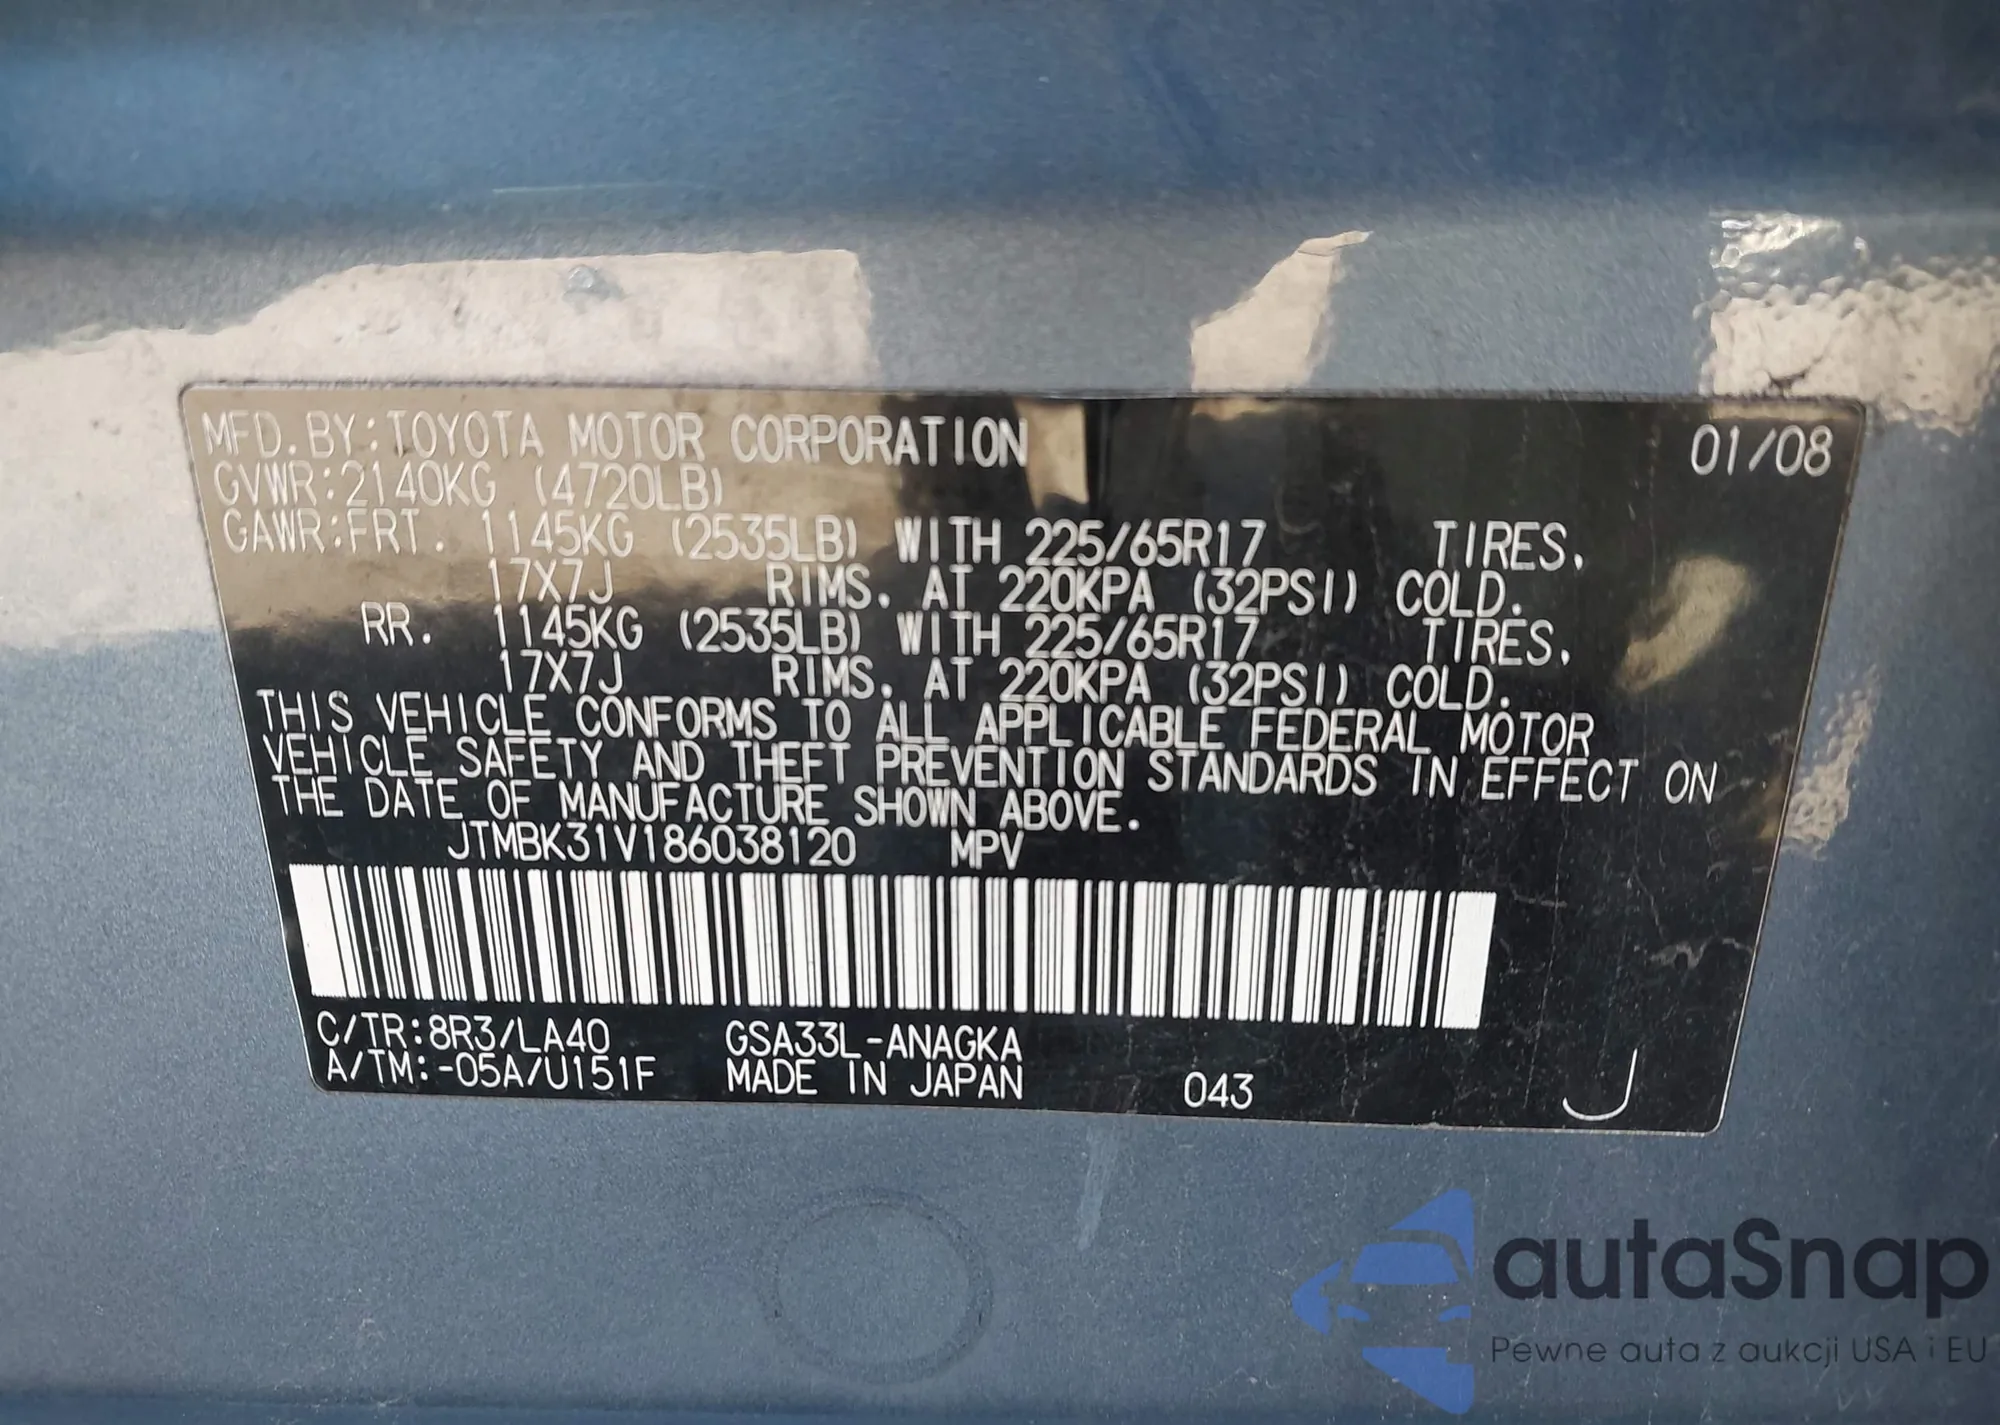 MFD.BY:TOYOTA MOTOR CORPORATION 01/08
GVWR:2140KG (4720LB)
GAWR:FRT. 1145KG (2535LB) WITH 225/65R17 TIRES,
17X7J RIMS, AT 220KPA (32PSI) COLD.
RR. 1145KG (2535LB) WITH 225/65R17 TIRES,
17X7J RIMS, AT 220KPA (32PSI) COLD.
THIS VEHICLE CONFORMS TO ALL APPLICABLE FEDERAL MOTOR
VEHICLE SAFETY AND THEFT PREVENTION STANDARDS IN EFFECT ON
THE DATE OF MANUFACTURE SHOWN ABOVE.
JTMBK31V186038120 MPV
C/TR:8R3/LA40 GSA33L-ANAGKA
A/TM:-05A/U151F MADE IN JAPAN 043 J
autaSnap
Pewne auta z aukcji USA i EU